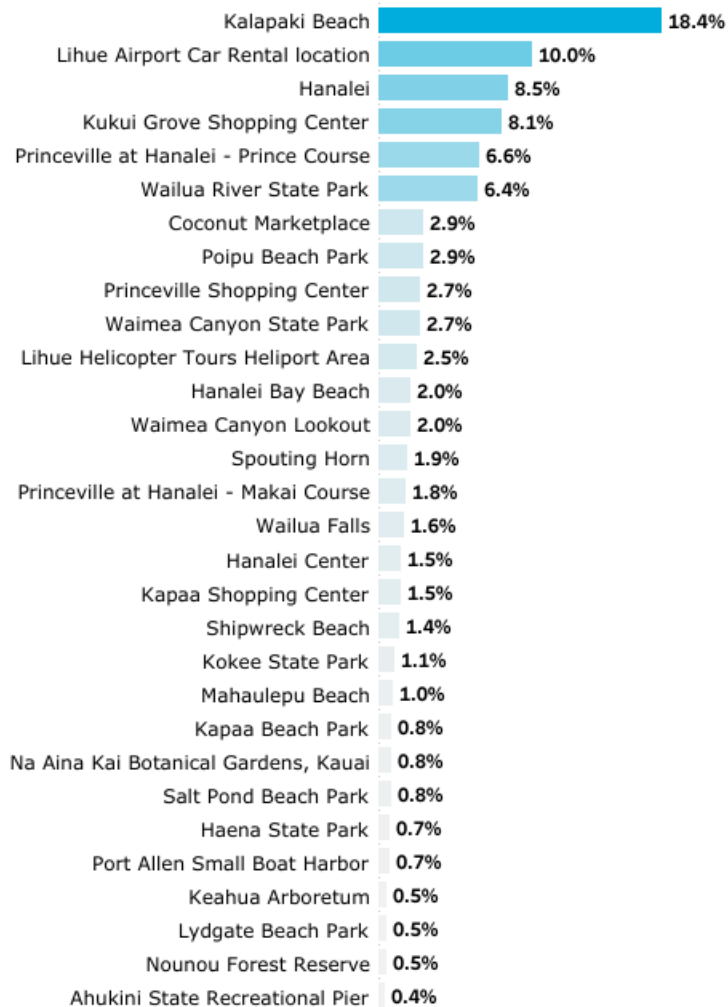 Kalapaki Beach 18.4%
Lihue Airport Car Rental location 10.0%
Hanalei 8.5%
Kukui Grove Shopping Center 8.1%
Princeville at Hanalei - Prince Course 6.6%
Wailua River State Park 6.4%
Coconut Marketplace 2.9%
Poipu Beach Park 2.9%
Princeville Shopping Center 2.7%
Waimea Canyon State Park 2.7%
Lihue Helicopter Tours Heliport Area 2.5%
Hanalei Bay Beach 2.0%
Waimea Canyon Lookout 2.0%
Spouting Horn 1.9%
Princeville at Hanalei - Makai Course 1.8%
Wailua Falls 1.6%
Hanalei Center 1.5%
Kapaa Shopping Center 1.5%
Shipwreck Beach 1.4%
Kokee State Park 1.1%
Mahaulepu Beach 1.0%
Kapaa Beach Park 0.8%
Na Aina Kai Botanical Gardens, Kauai 0.8%
Salt Pond Beach Park 0.8%
Haena State Park 0.7%
Port Allen Small Boat Harbor 0.7%
Keahua Arboretum 0.5%
Lydgate Beach Park 0.5%
Nounou Forest Reserve 0.5%
Ahukini State Recreational Pier 0.4%